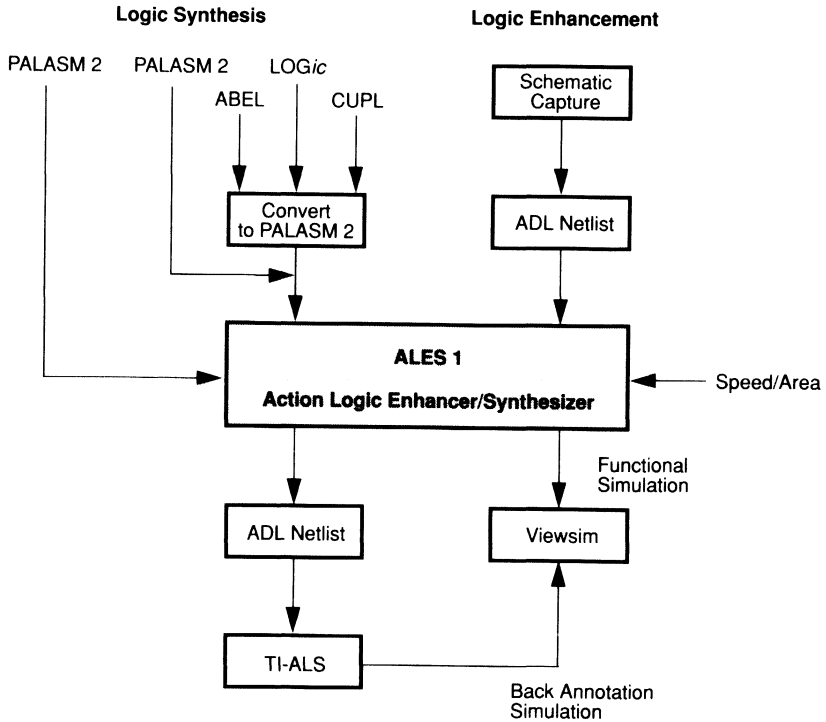 Logic Synthesis
Logic Enhancement
PALASM 2
PALASM 2
LOGic
ABEL
CUPL
Schematic
Capture
Convert
to PALASM 2
ADL Netlist
ALES 1
Action Logic Enhancer/Synthesizer
Speed/Area
Functional
Simulation
ADL Netlist
Viewsim
TI-ALS
Back Annotation
Simulation